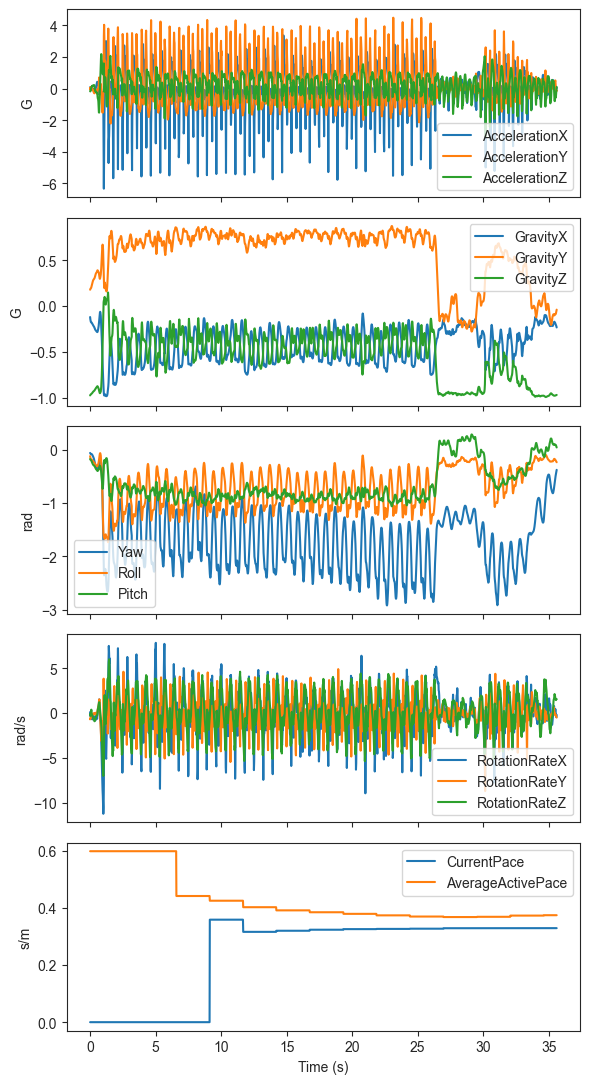 4
2
0
−2
−4
−6
G
AccelerationX
AccelerationY
AccelerationZ
0.5
0.0
−0.5
−1.0
G
GravityX
GravityY
GravityZ
0
−1
−2
−3
rad
Yaw
Roll
Pitch
5
0
−5
−10
rad/s
RotationRateX
RotationRateY
RotationRateZ
0.6
0.4
0.2
0.0
s/m
CurrentPace
AverageActivePace
0 5 10 15 20 25 30 35
Time (s)